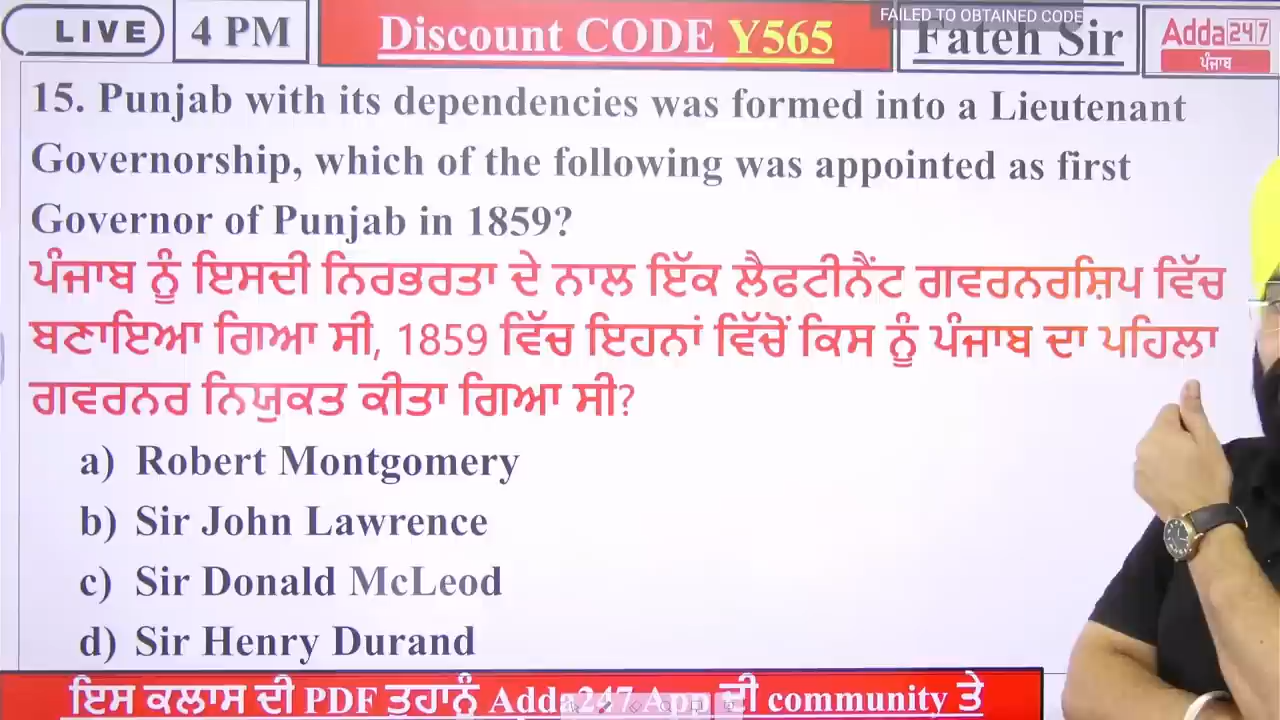 LIVE
4 PM
Discount CODE Y565
FAILED TO OBTAINED CODE
Fateh Sir
Adda247
ਪੰਜਾਬ
15. Punjab with its dependencies was formed into a Lieutenant
Governorship, which of the following was appointed as first
Governor of Punjab in 1859?
ਪੰਜਾਬ ਨੂੰ ਇਸਦੀ ਨਿਰਭਰਤਾ ਦੇ ਨਾਲ ਇੱਕ ਲੈਫਟੀਨੈਂਟ ਗਵਰਨਰਸ਼ਿਪ ਵਿੱਚ
ਬਣਾਇਆ ਗਿਆ ਸੀ, 1859 ਵਿੱਚ ਇਹਨਾਂ ਵਿੱਚੋਂ ਕਿਸ ਨੂੰ ਪੰਜਾਬ ਦਾ ਪਹਿਲਾ
ਗਵਰਨਰ ਨਿਯੁਕਤ ਕੀਤਾ ਗਿਆ ਸੀ?
a) Robert Montgomery
b) Sir John Lawrence
c) Sir Donald McLeod
d) Sir Henry Durand
ਇਸ ਕਲਾਸ ਦੀ PDF ਤੁਹਾਨੂੰ Adda247 App ਦੀ community ਤੇ